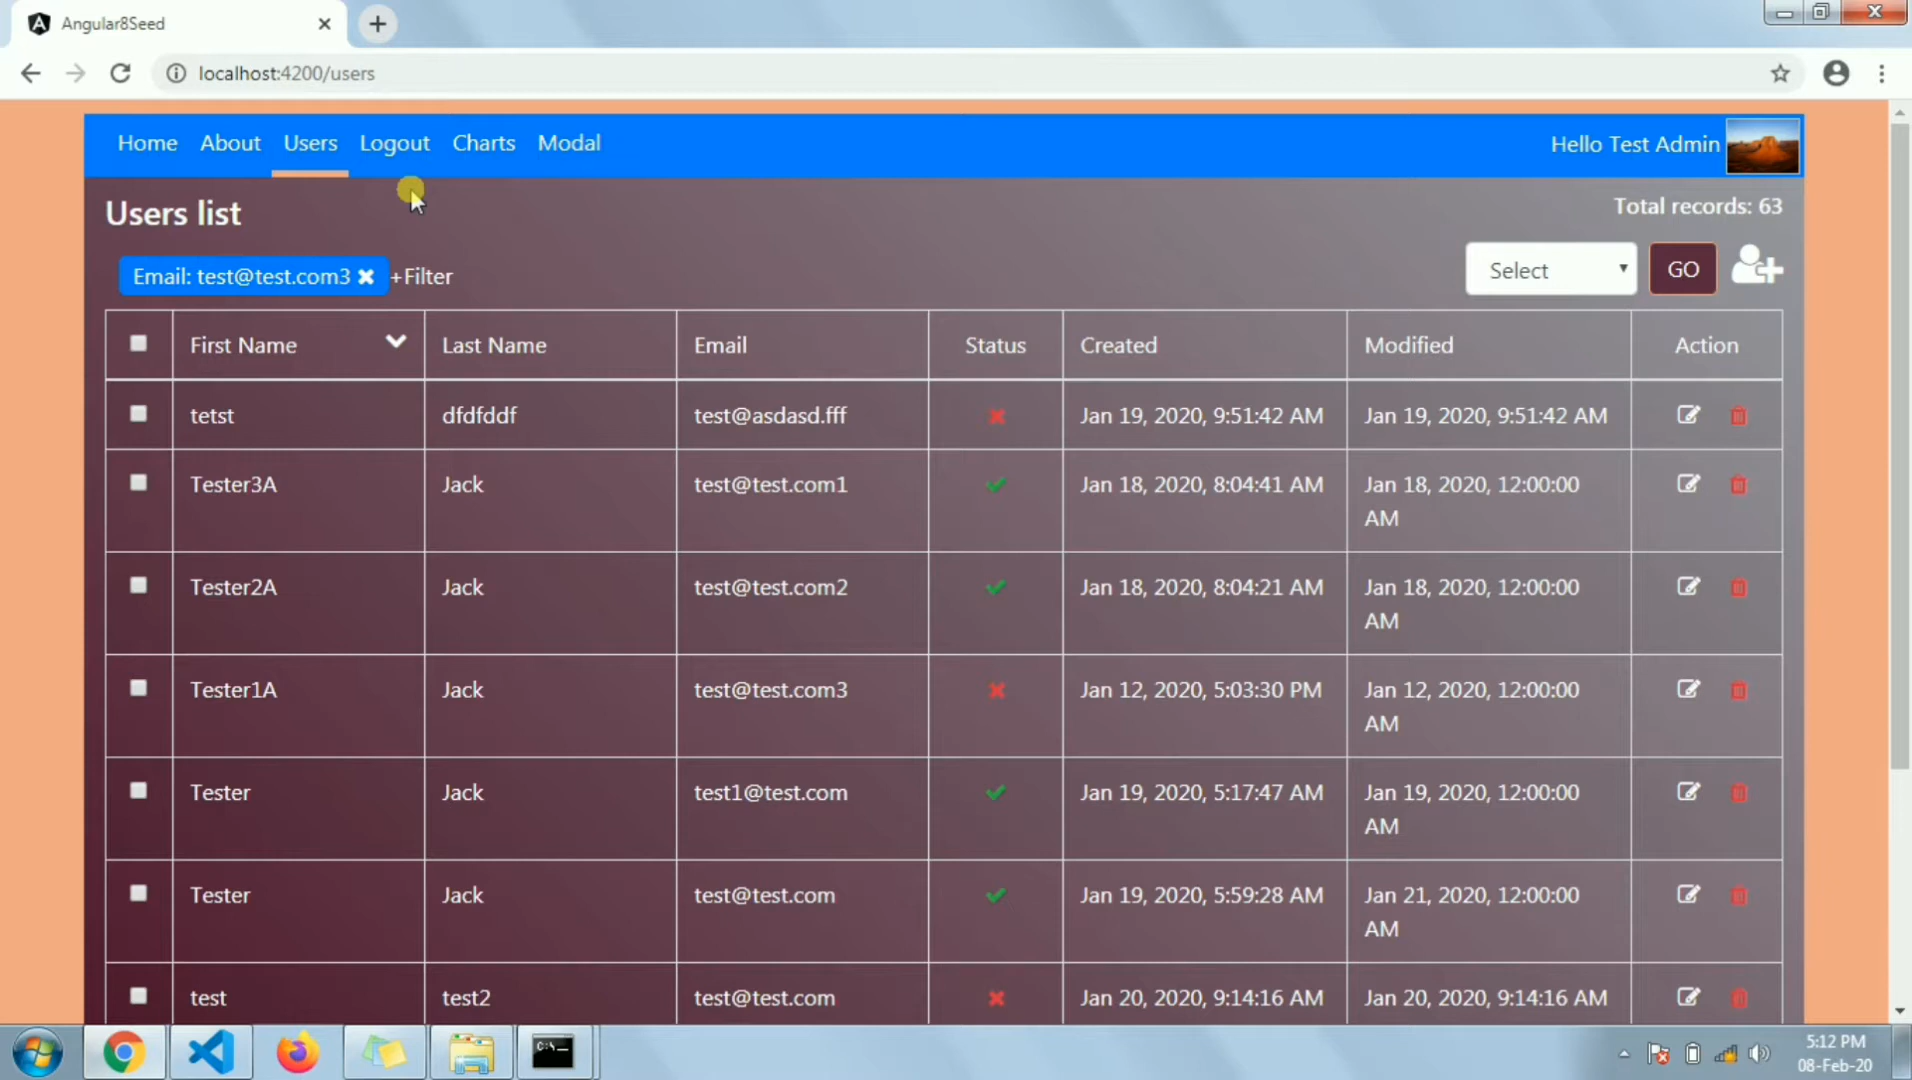 Angular8Seed
localhost:4200/users
Home About Users Logout Charts Modal Hello Test Admin
Users list
Total records: 63
Email: test@test.com3 ✖ +Filter Select GO
First Name Last Name Email Status Created Modified Action
tetst dfdfddf test@asdasd.fff Jan 19, 2020, 9:51:42 AM Jan 19, 2020, 9:51:42 AM
Tester3A Jack test@test.com1 Jan 18, 2020, 8:04:41 AM Jan 18, 2020, 12:00:00
AM
Tester2A Jack test@test.com2 Jan 18, 2020, 8:04:21 AM Jan 18, 2020, 12:00:00
AM
Tester1A Jack test@test.com3 Jan 12, 2020, 5:03:30 PM Jan 12, 2020, 12:00:00
AM
Tester Jack test1@test.com Jan 19, 2020, 5:17:47 AM Jan 19, 2020, 12:00:00
AM
Tester Jack test@test.com Jan 19, 2020, 5:59:28 AM Jan 21, 2020, 12:00:00
AM
test test2 test@test.com Jan 20, 2020, 9:14:16 AM Jan 20, 2020, 9:14:16 AM
C:\
5:12 PM
08-Feb-20